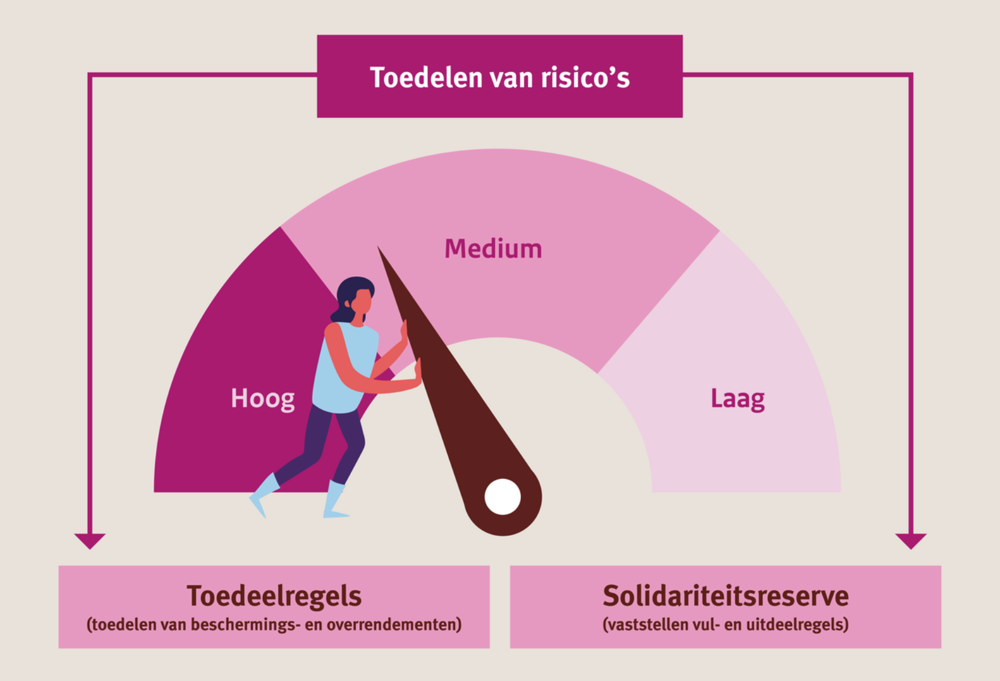 Toedelen van risico’s
Medium
Hoog
Laag
Toedeelregels
(toedelen van beschermings- en overrendementen)
Solidariteitsreserve
(vaststellen vul- en uitdeelregels)